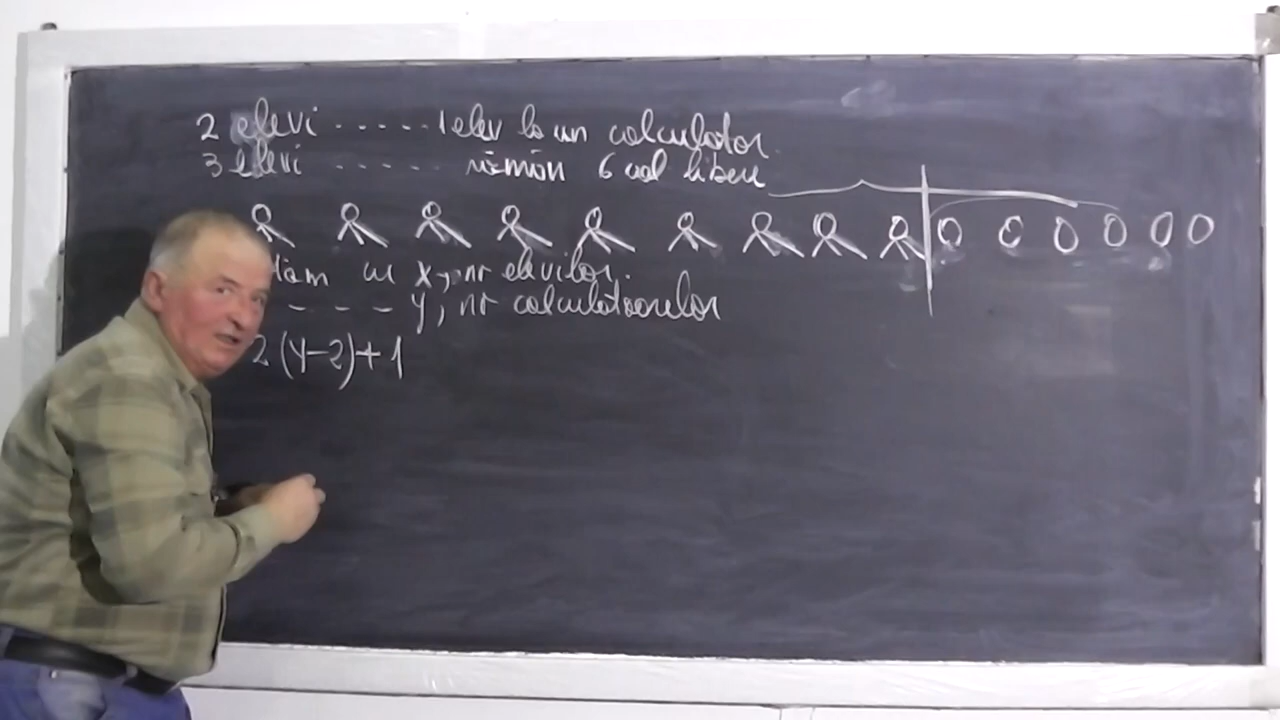 2 elevi ..... 1 elev la un calculator
3 elevi ..... rămân 6 cal libere
cu x, nr elevilor.
- - - - y, nr calculatoarelor
2(y-2)+1